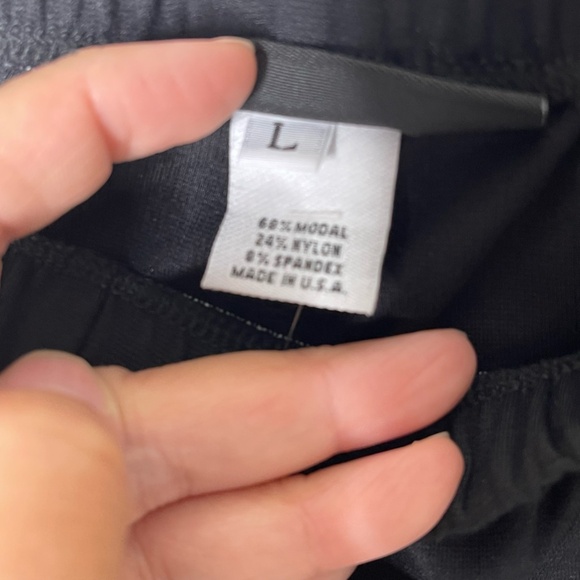 L
68% MODAL
24% NYLON
8% SPANDEX
MADE IN U.S.A.